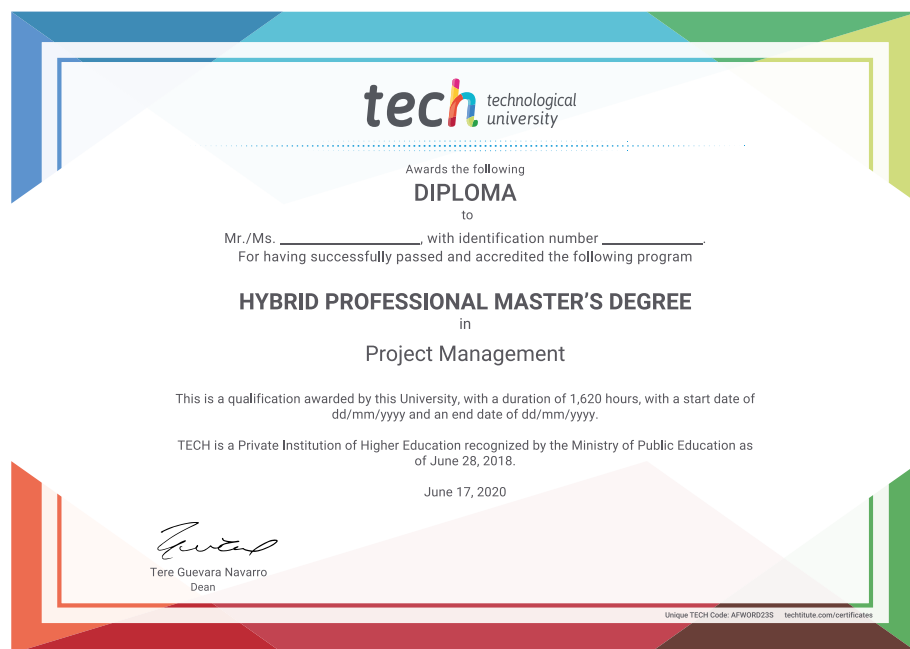 tech technological
university
Awards the following
DIPLOMA
to
Mr./Ms. ________________, with identification number ____________.
For having successfully passed and accredited the following program
HYBRID PROFESSIONAL MASTER'S DEGREE
in
Project Management
This is a qualification awarded by this University, with a duration of 1,620 hours, with a start date of
dd/mm/yyyy and an end date of dd/mm/yyyy.
TECH is a Private Institution of Higher Education recognized by the Ministry of Public Education as
of June 28, 2018.
June 17, 2020
Tere Guevara Navarro
Dean
Unique TECH Code: AFWORD23S techtitute.com/certificates